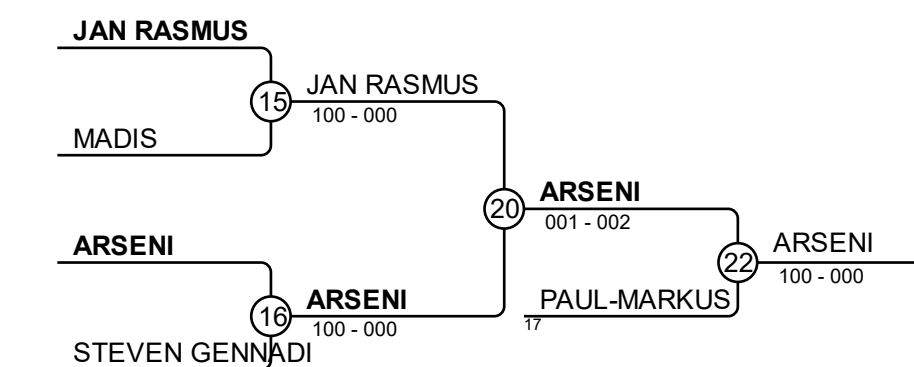 JAN RASMUS
15
JAN RASMUS
100 - 000
MADIS
20
ARSENI
001 - 002
ARSENI
22
ARSENI
100 - 000
16
ARSENI
100 - 000
PAUL-MARKUS
17
STEVEN GENNADI